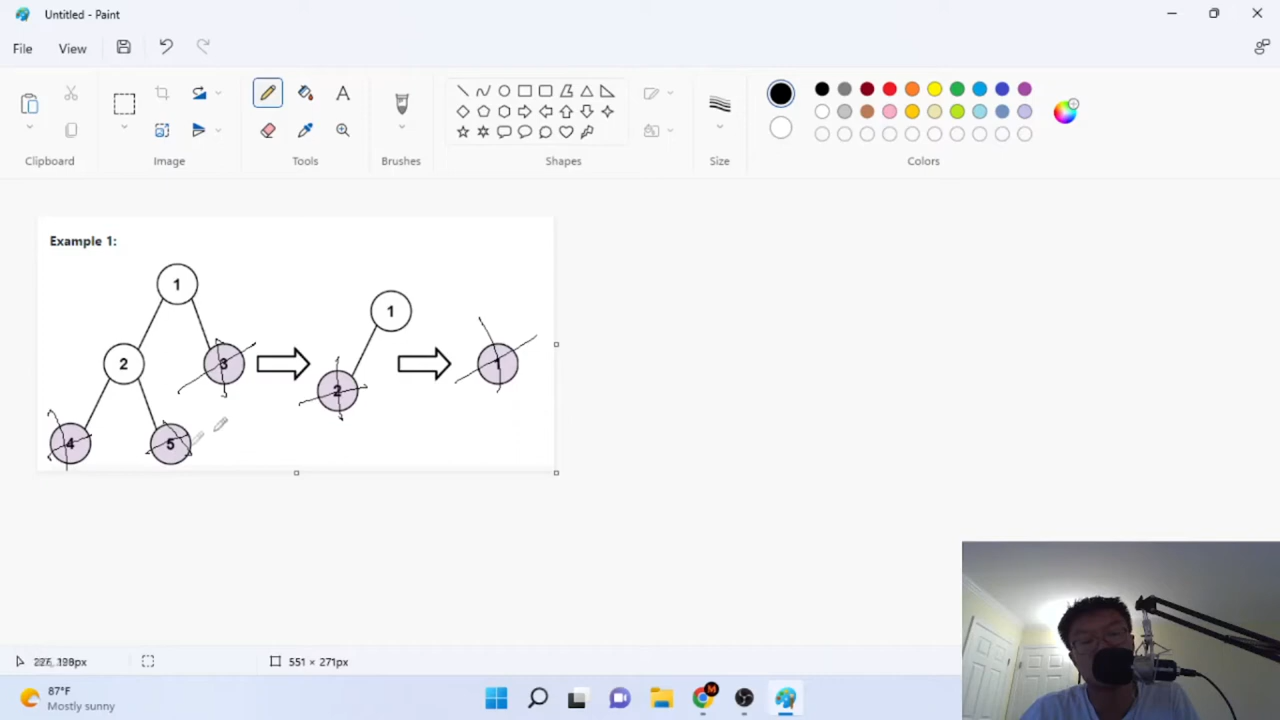 Untitled - Paint
File View
Clipboard Image Tools Brushes Shapes Size Colors
Example 1:
1
1
2 3 1
2
4 5
551 × 271px
87°F
Mostly sunny
M